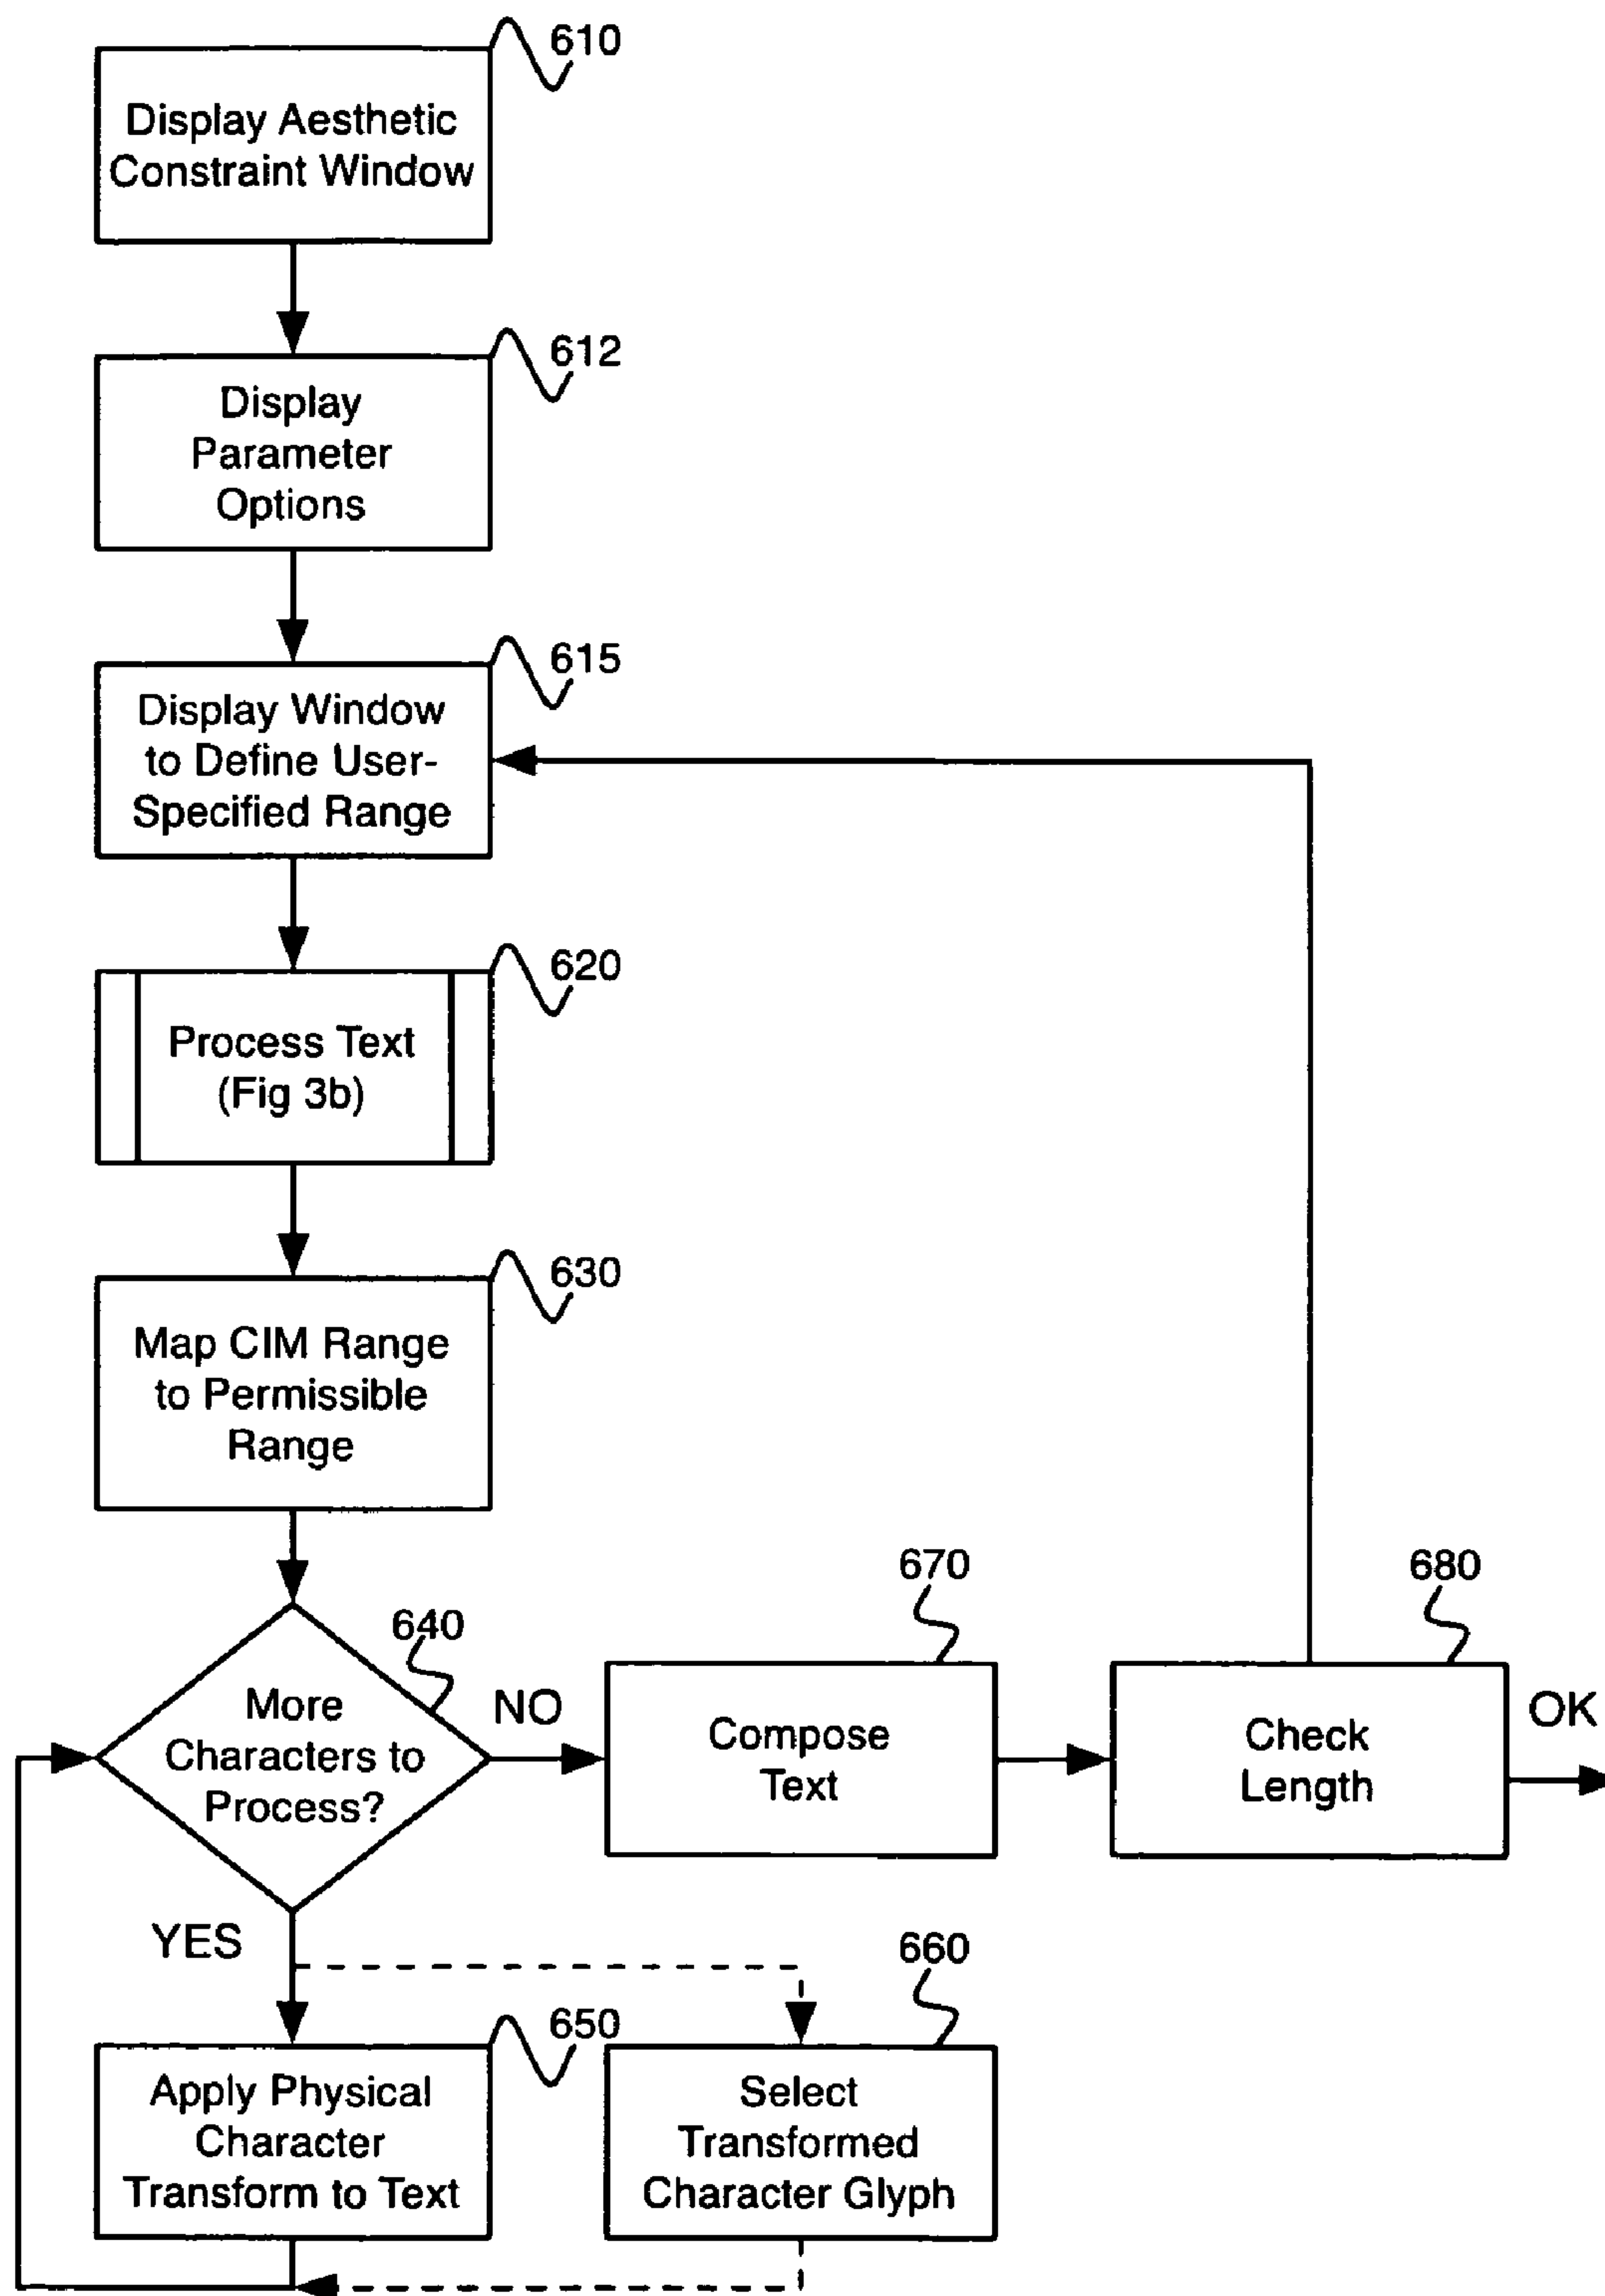 610
Display Aesthetic
Constraint Window
612
Display
Parameter
Options
615
Display Window
to Define User-
Specified Range
620
Process Text
(Fig 3b)
630
Map CIM Range
to Permissible
Range
640
More
Characters to
Process?
NO
670
Compose
Text
680
Check
Length
OK
YES
650
Apply Physical
Character
Transform to Text
660
Select
Transformed
Character Glyph